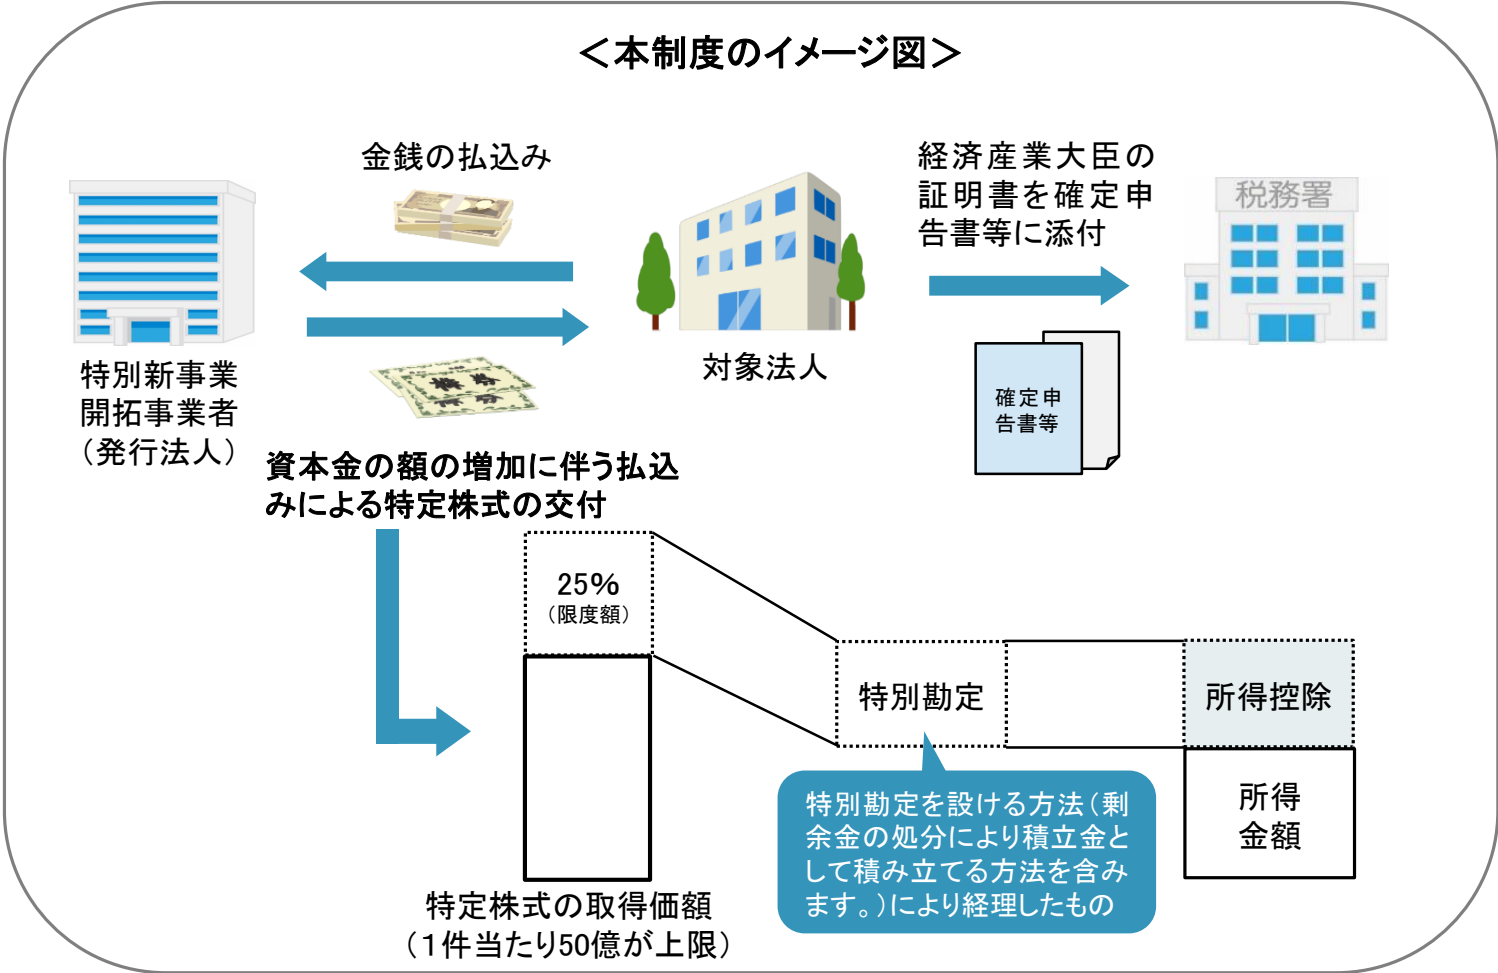 ＜本制度のイメージ図＞
金銭の払込み
経済産業大臣の
証明書を確定申
告書等に添付
税務署
特別新事業
開拓事業者
（発行法人）
対象法人
確定申
告書等
株券
資本金の額の増加に伴う払込
みによる特定株式の交付
25％
（限度額）
特別勘定
所得控除
所得
金額
特別勘定を設ける方法（剰
余金の処分により積立金と
して積み立てる方法を含み
ます。）により経理したもの
特定株式の取得価額
（１件当たり50億が上限）